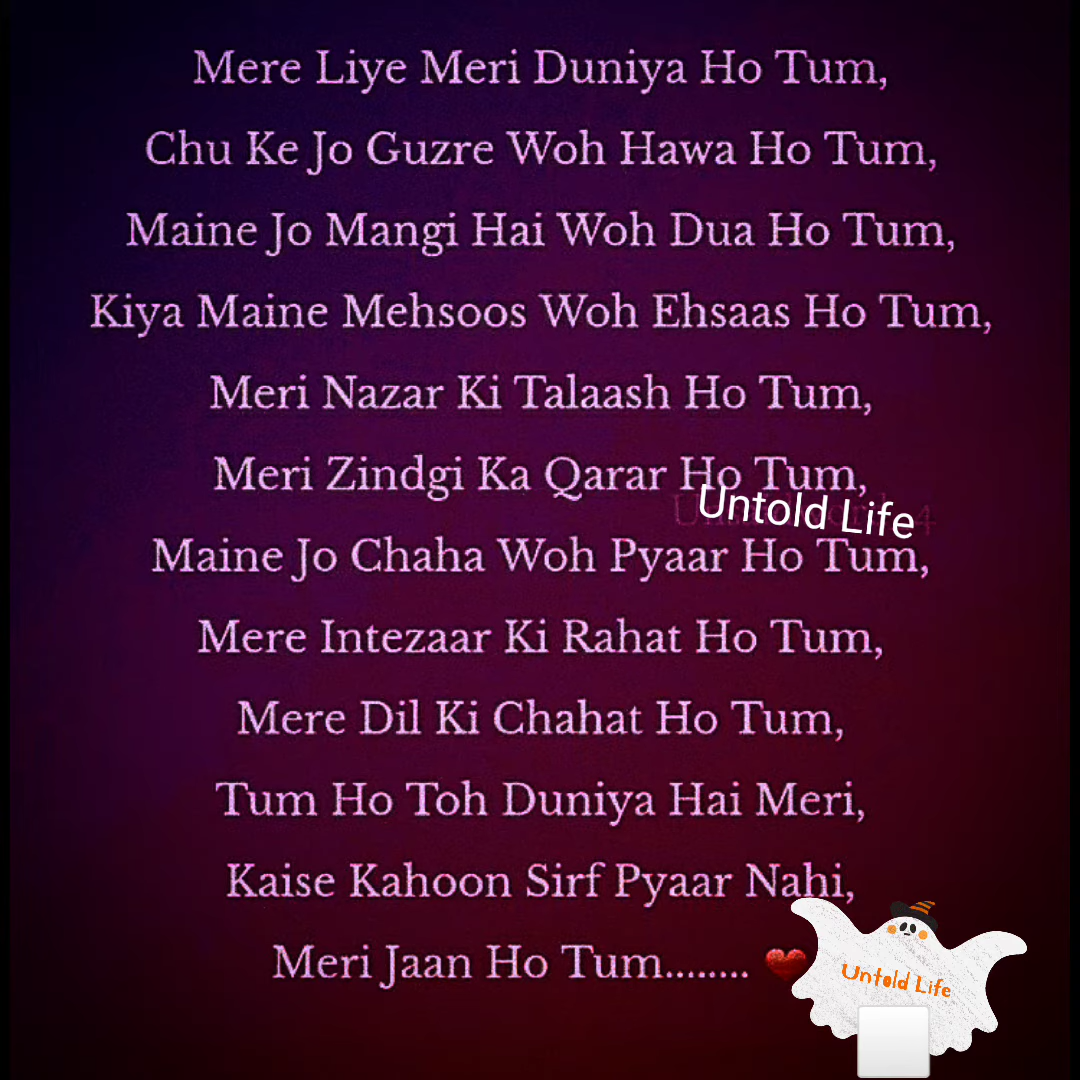 Mere Liye Meri Duniya Ho Tum,
Chu Ke Jo Guzre Woh Hawa Ho Tum,
Maine Jo Mangi Hai Woh Dua Ho Tum,
Kiya Maine Mehsoos Woh Ehsaas Ho Tum,
Meri Nazar Ki Talaash Ho Tum,
Meri Zindgi Ka Qarar Ho Tum,
Untold Life
Maine Jo Chaha Woh Pyaar Ho Tum,
Mere Intezaar Ki Rahat Ho Tum,
Mere Dil Ki Chahat Ho Tum,
Tum Ho Toh Duniya Hai Meri,
Kaise Kahoon Sirf Pyaar Nahi,
Meri Jaan Ho Tum........ ❤
Untold Life